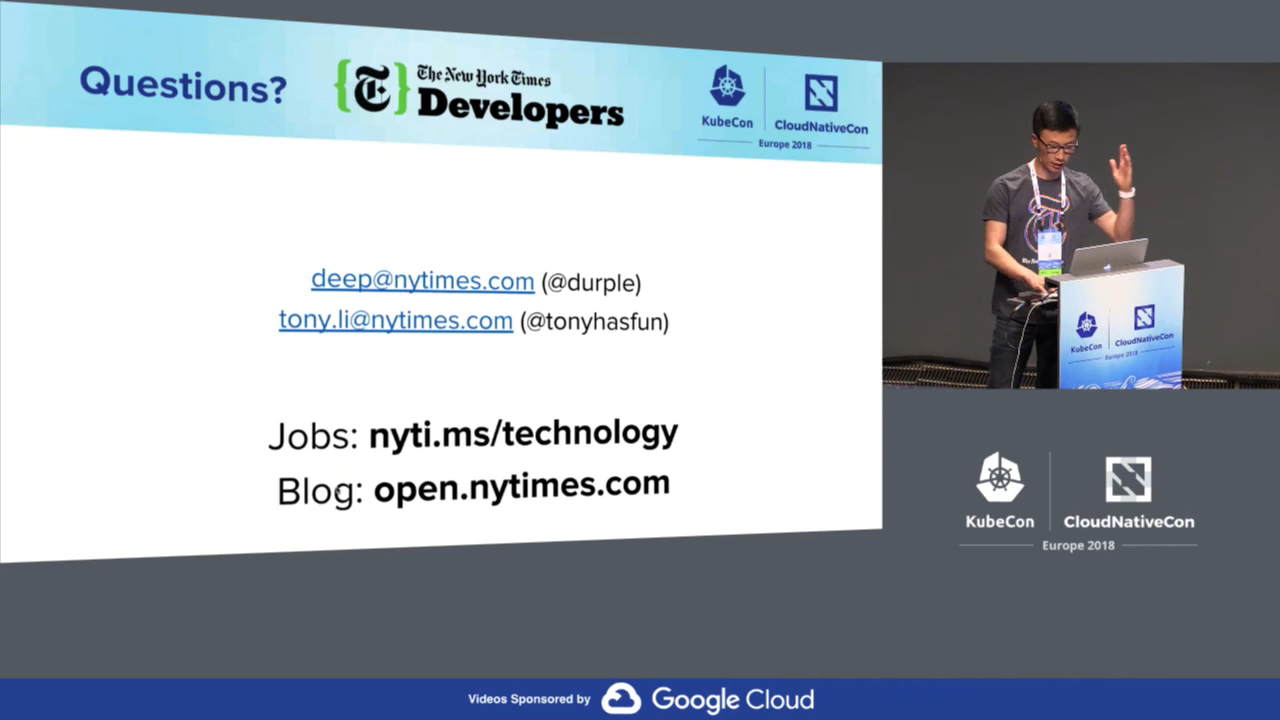 Questions?
The New York Times
Developers
KubeCon
CloudNativeCon
Europe 2018
deep@nytimes.com (@durple)
tony.li@nytimes.com (@tonyhasfun)
Jobs: nyti.ms/technology
Blog: open.nytimes.com
KubeCon
CloudNativeCon
Europe 2018
KubeCon
CloudNativeCon
Europe 2018
Videos Sponsored by Google Cloud